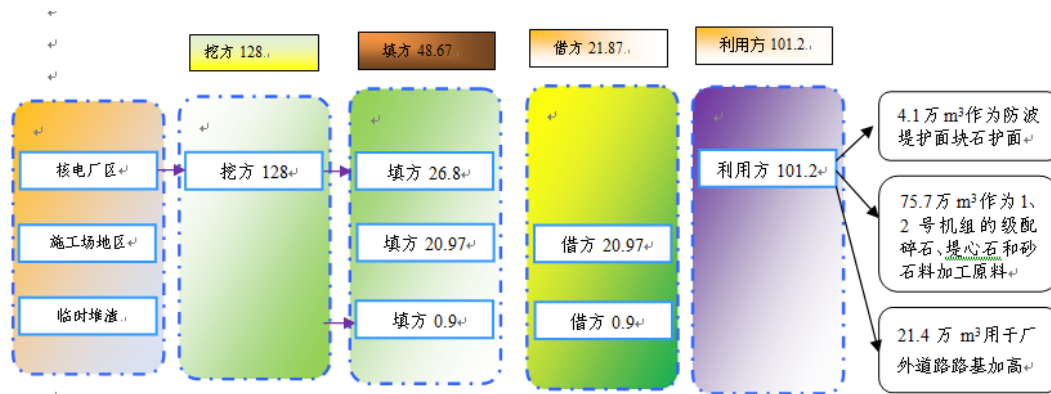 挖方 128
填方 48.67
借方 21.87
利用方 101.2
核电厂区
挖方 128
填方 26.8
利用方 101.2
施工场地区
填方 20.97
借方 20.97
临时堆渣
填方 0.9
借方 0.9
4.1 万 m³作为防波
堤护面块石护面
75.7 万 m³作为 1、
2 号机组的级配
碎石、堤心石和砂
石料加工原料
21.4 万 m³用于厂
外道路路基加高